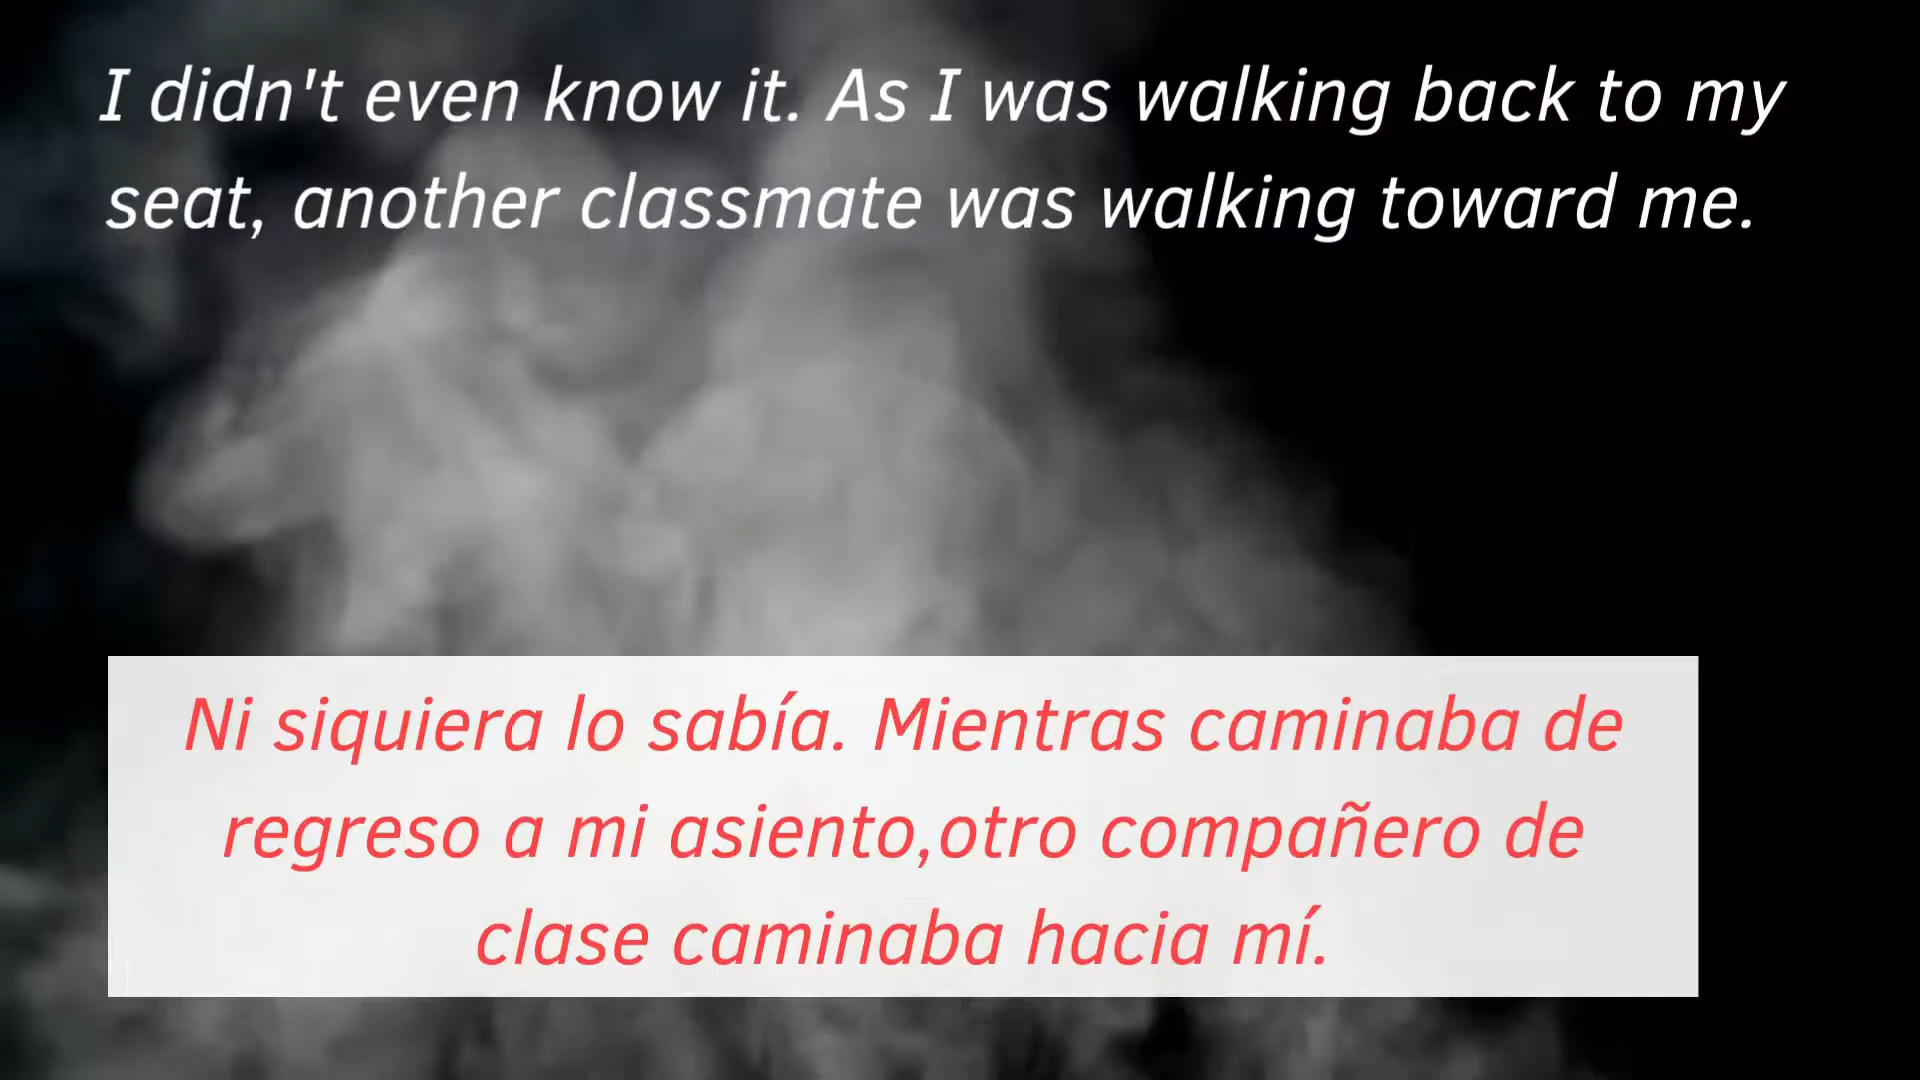 I didn't even know it. As I was walking back to my
seat, another classmate was walking toward me.
Ni siquiera lo sabía. Mientras caminaba de
regreso a mi asiento,otro compañero de
clase caminaba hacia mí.